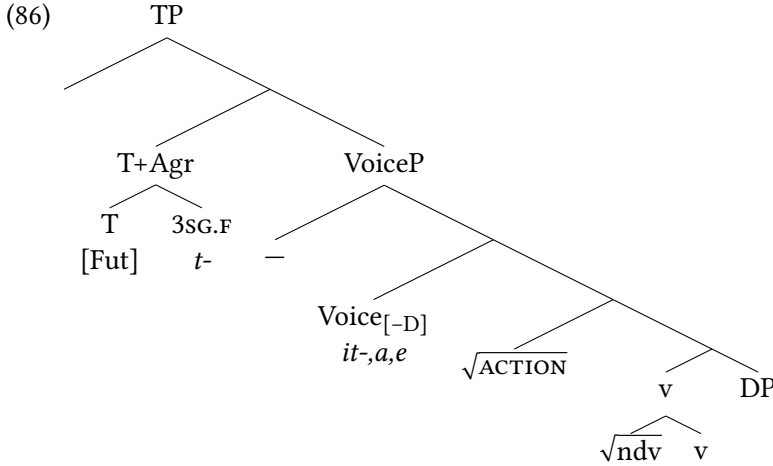 (86) TP
T+Agr VoiceP
T 3SG.F
[Fut] t- –
Voice[−D]
it-,a,e √ACTION
v DP
√ndv v